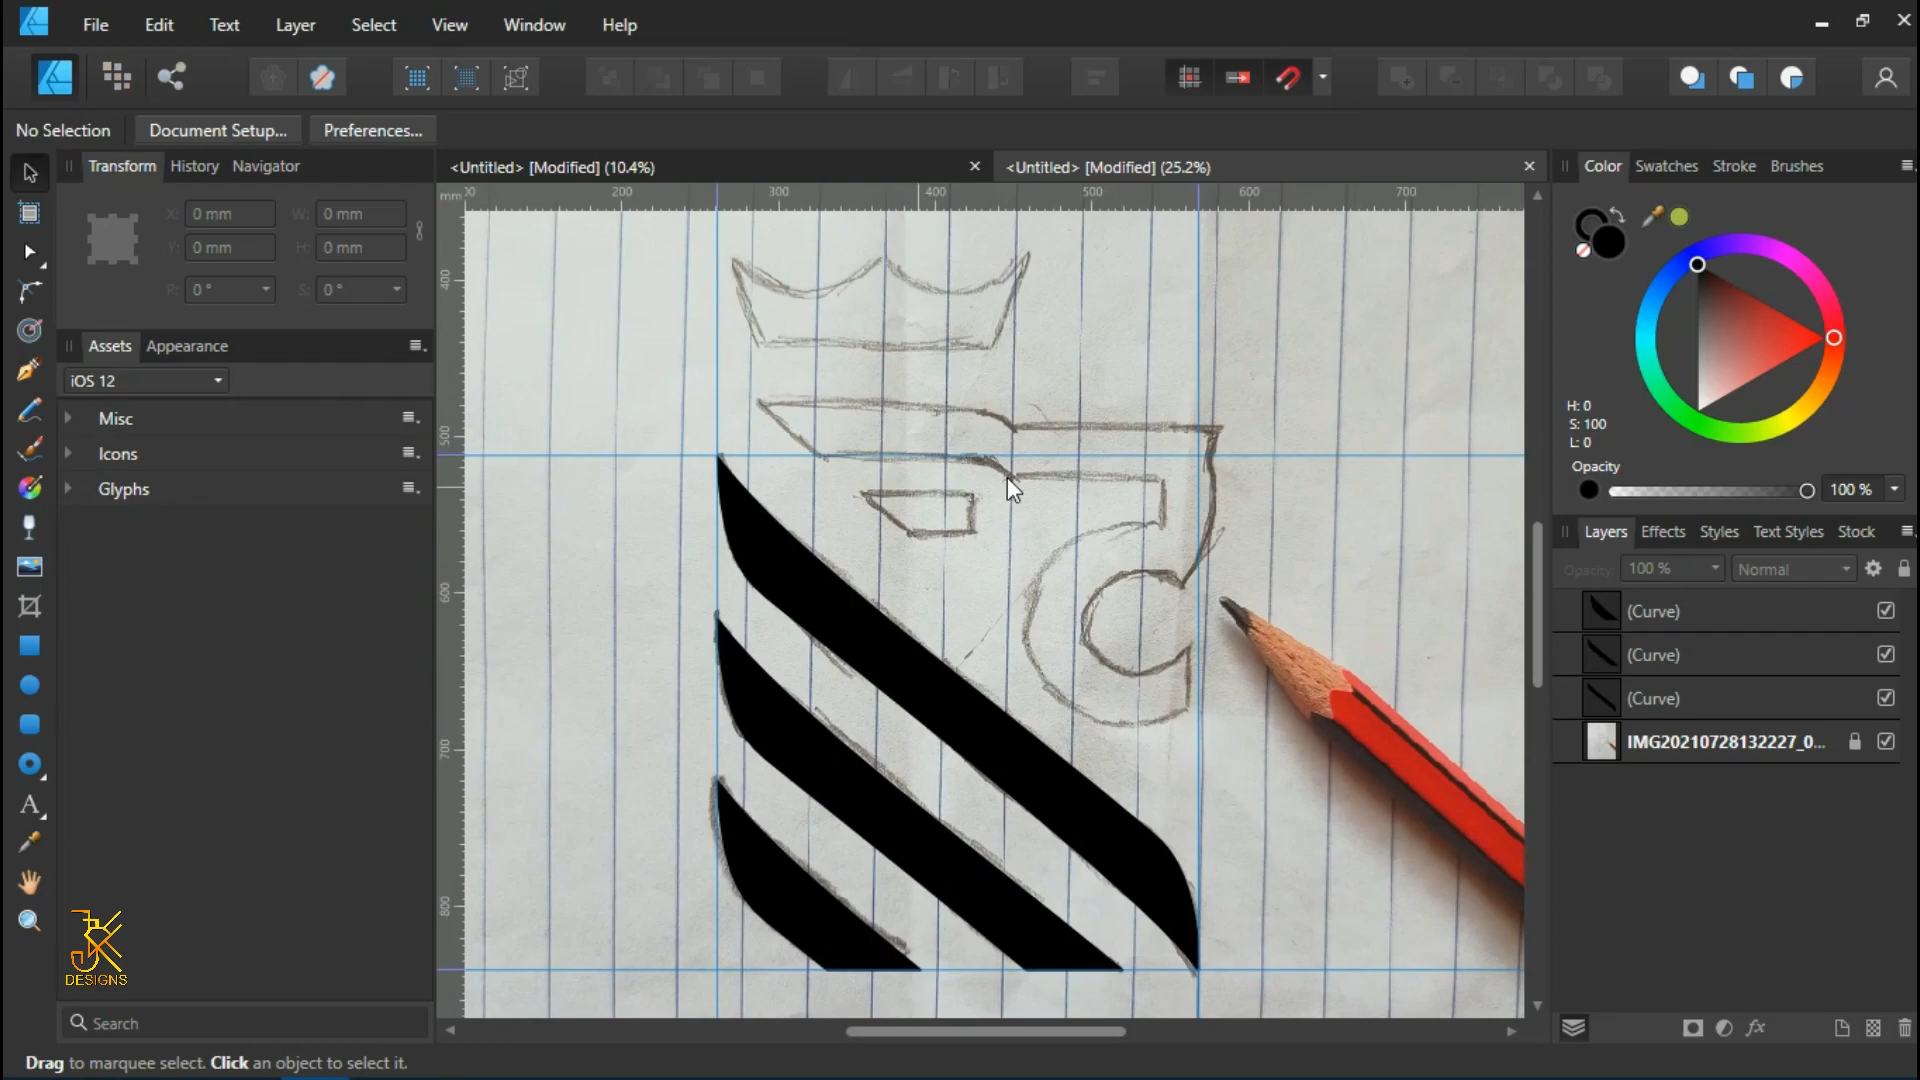 File Edit Text Layer Select View Window Help
No Selection Document Setup... Preferences...
Transform History Navigator
<Untitled> [Modified] (10.4%)
<Untitled> [Modified] (25.2%)
Color Swatches Stroke Brushes
mm 200 300 400 500 600 700
X: 0 mm W: 0 mm
Y: 0 mm H: 0 mm
R: 0 ° S: 0 °
400
500
600
700
800
Assets Appearance
iOS 12
Misc
Icons
Glyphs
H: 0
S: 100
L: 0
Opacity
100 %
Layers Effects Styles Text Styles Stock
Opacity: 100 % Normal
(Curve)
(Curve)
(Curve)
IMG20210728132227_0...
JK
DESIGNS
Search
fx
Drag to marquee select. Click an object to select it.